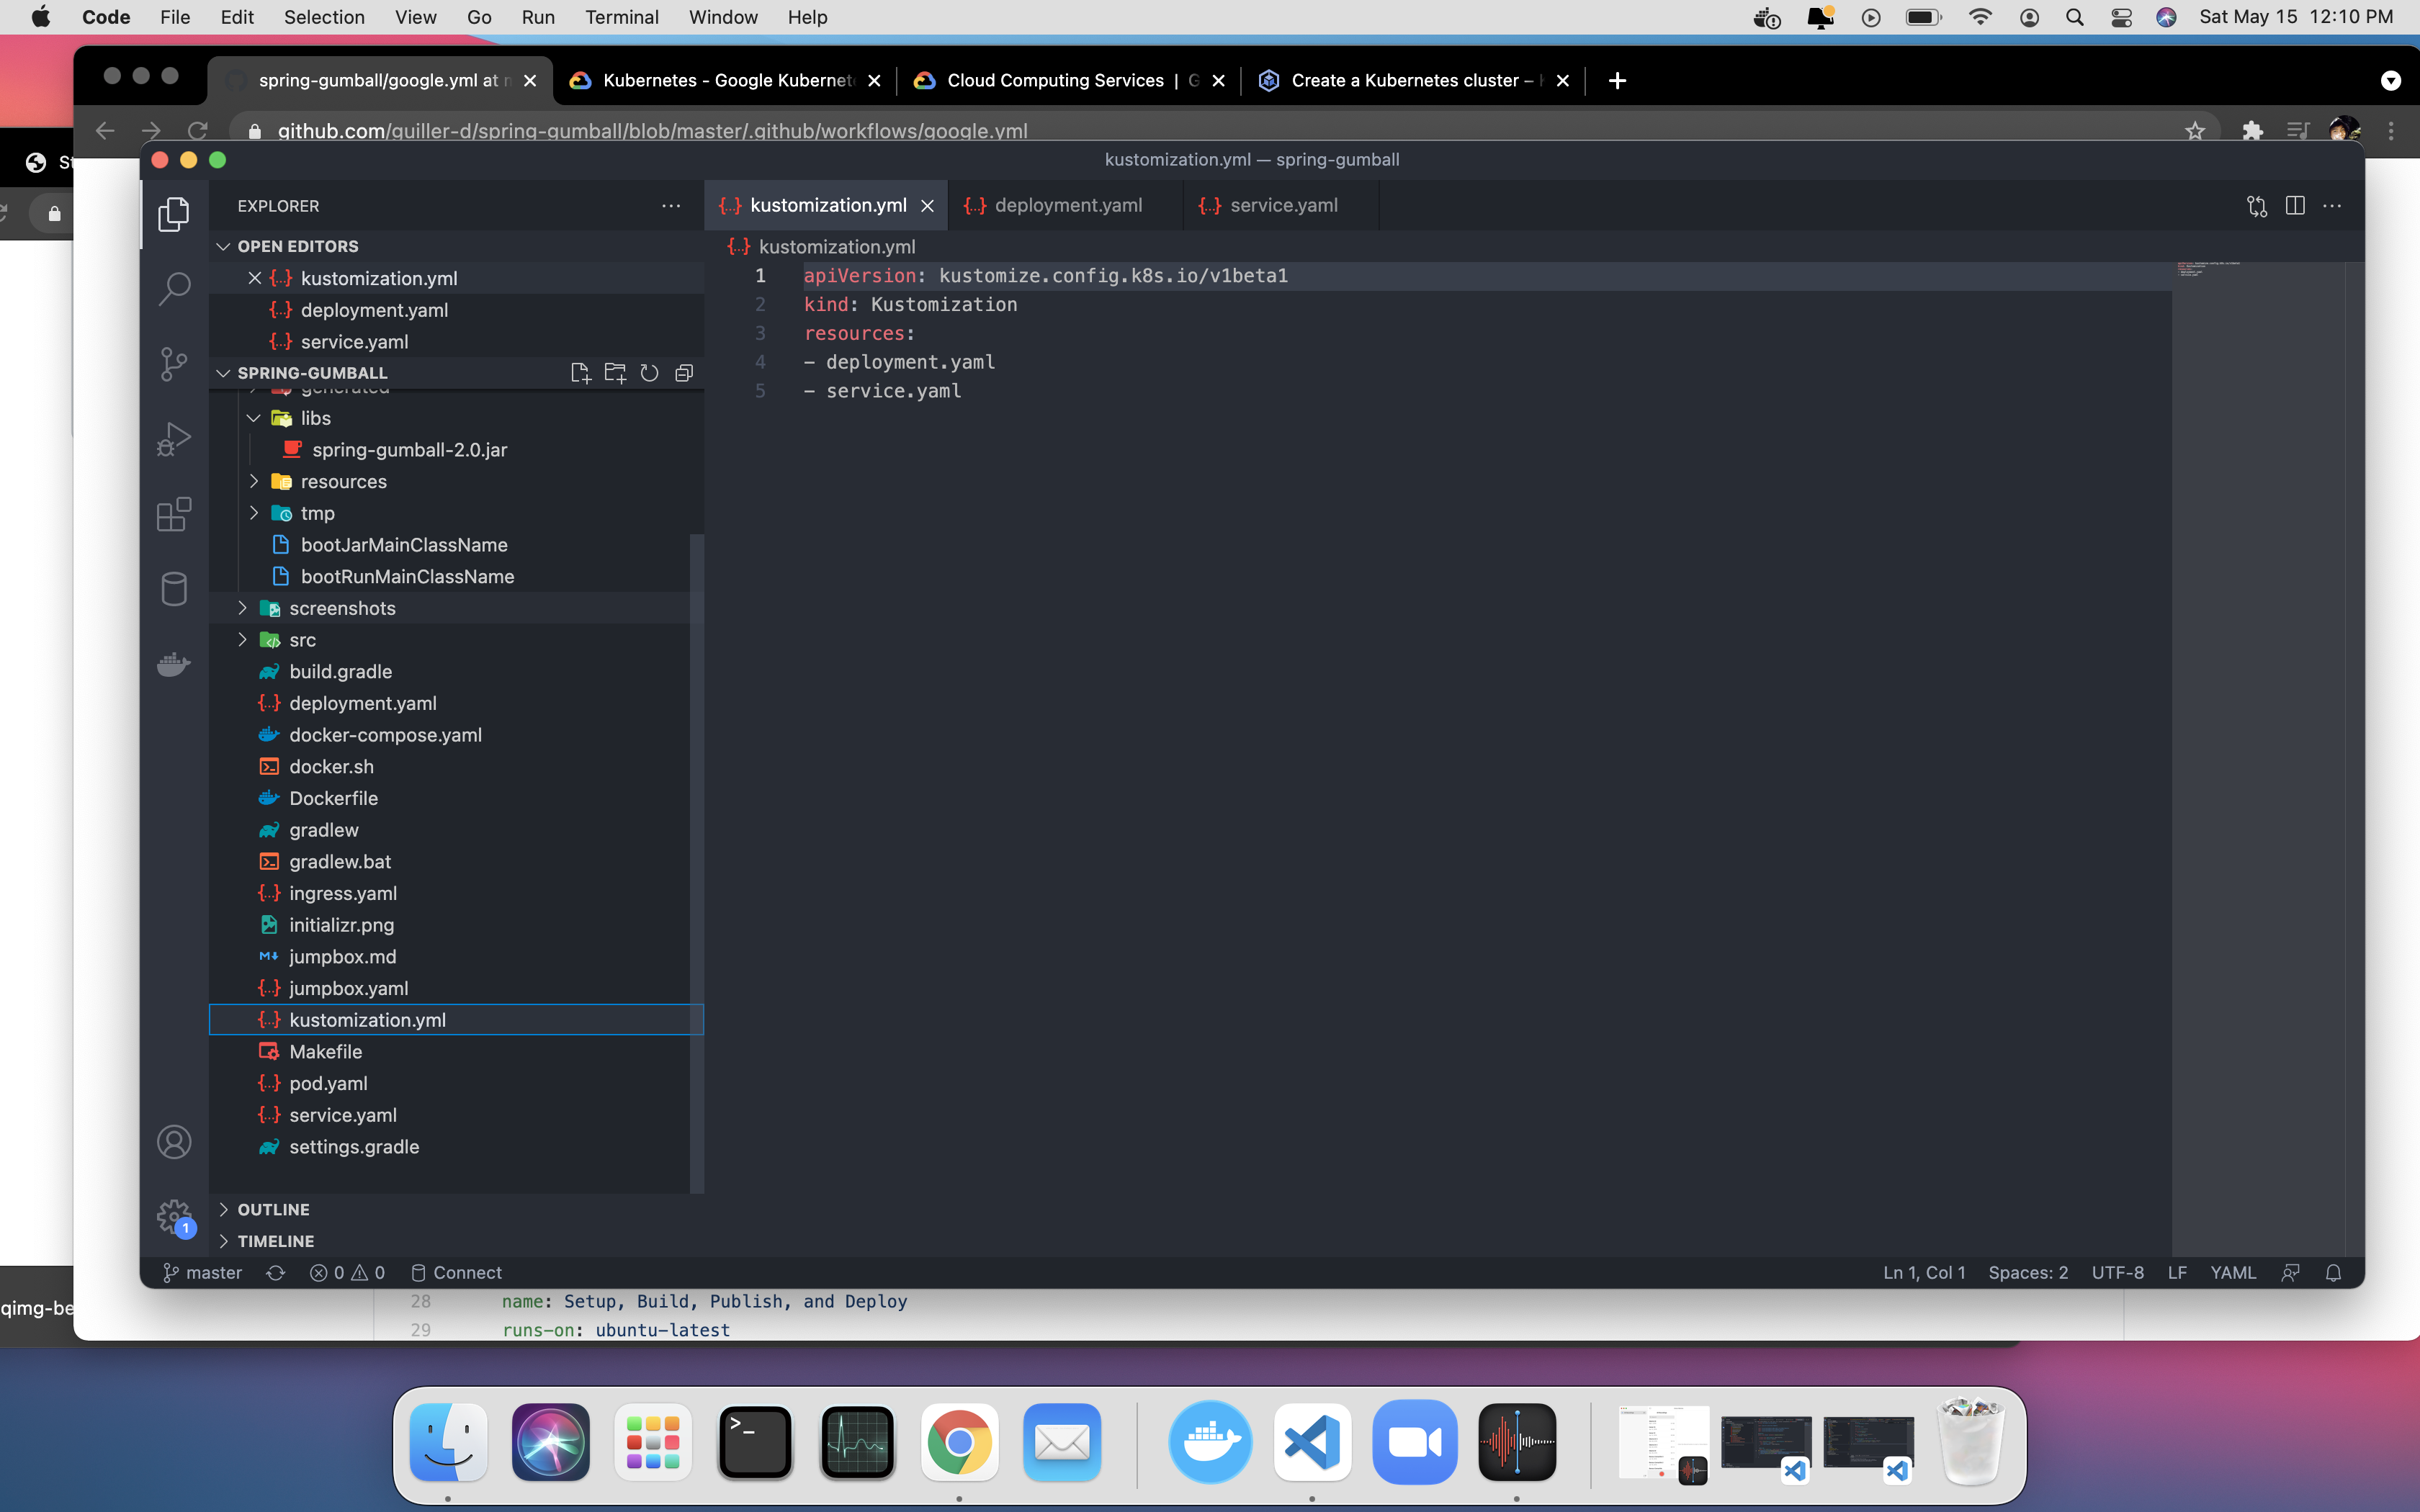 Code File Edit Selection View Go Run Terminal Window Help Sat May 15 12:10 PM
spring-gumball/google.yml at Kubernetes - Google Kubernet Cloud Computing Services | G Create a Kubernetes cluster –
github.com/guiller-d/spring-gumball/blob/master/.github/workflows/google.yml
kustomization.yml — spring-gumball
EXPLORER
kustomization.yml deployment.yaml service.yaml
OPEN EDITORS
kustomization.yml
deployment.yaml
service.yaml
SPRING-GUMBALL
generated
libs
spring-gumball-2.0.jar
resources
tmp
bootJarMainClassName
bootRunMainClassName
screenshots
src
build.gradle
deployment.yaml
docker-compose.yaml
docker.sh
Dockerfile
gradlew
gradlew.bat
ingress.yaml
initializr.png
jumpbox.md
jumpbox.yaml
kustomization.yml
Makefile
pod.yaml
service.yaml
settings.gradle
OUTLINE
TIMELINE
kustomization.yml
1 apiVersion: kustomize.config.k8s.io/v1beta1
2 kind: Kustomization
3 resources:
4 - deployment.yaml
5 - service.yaml
1
master 0 0 Connect Ln 1, Col 1 Spaces: 2 UTF-8 LF YAML
qimg-be
28 name: Setup, Build, Publish, and Deploy
29 runs-on: ubuntu-latest